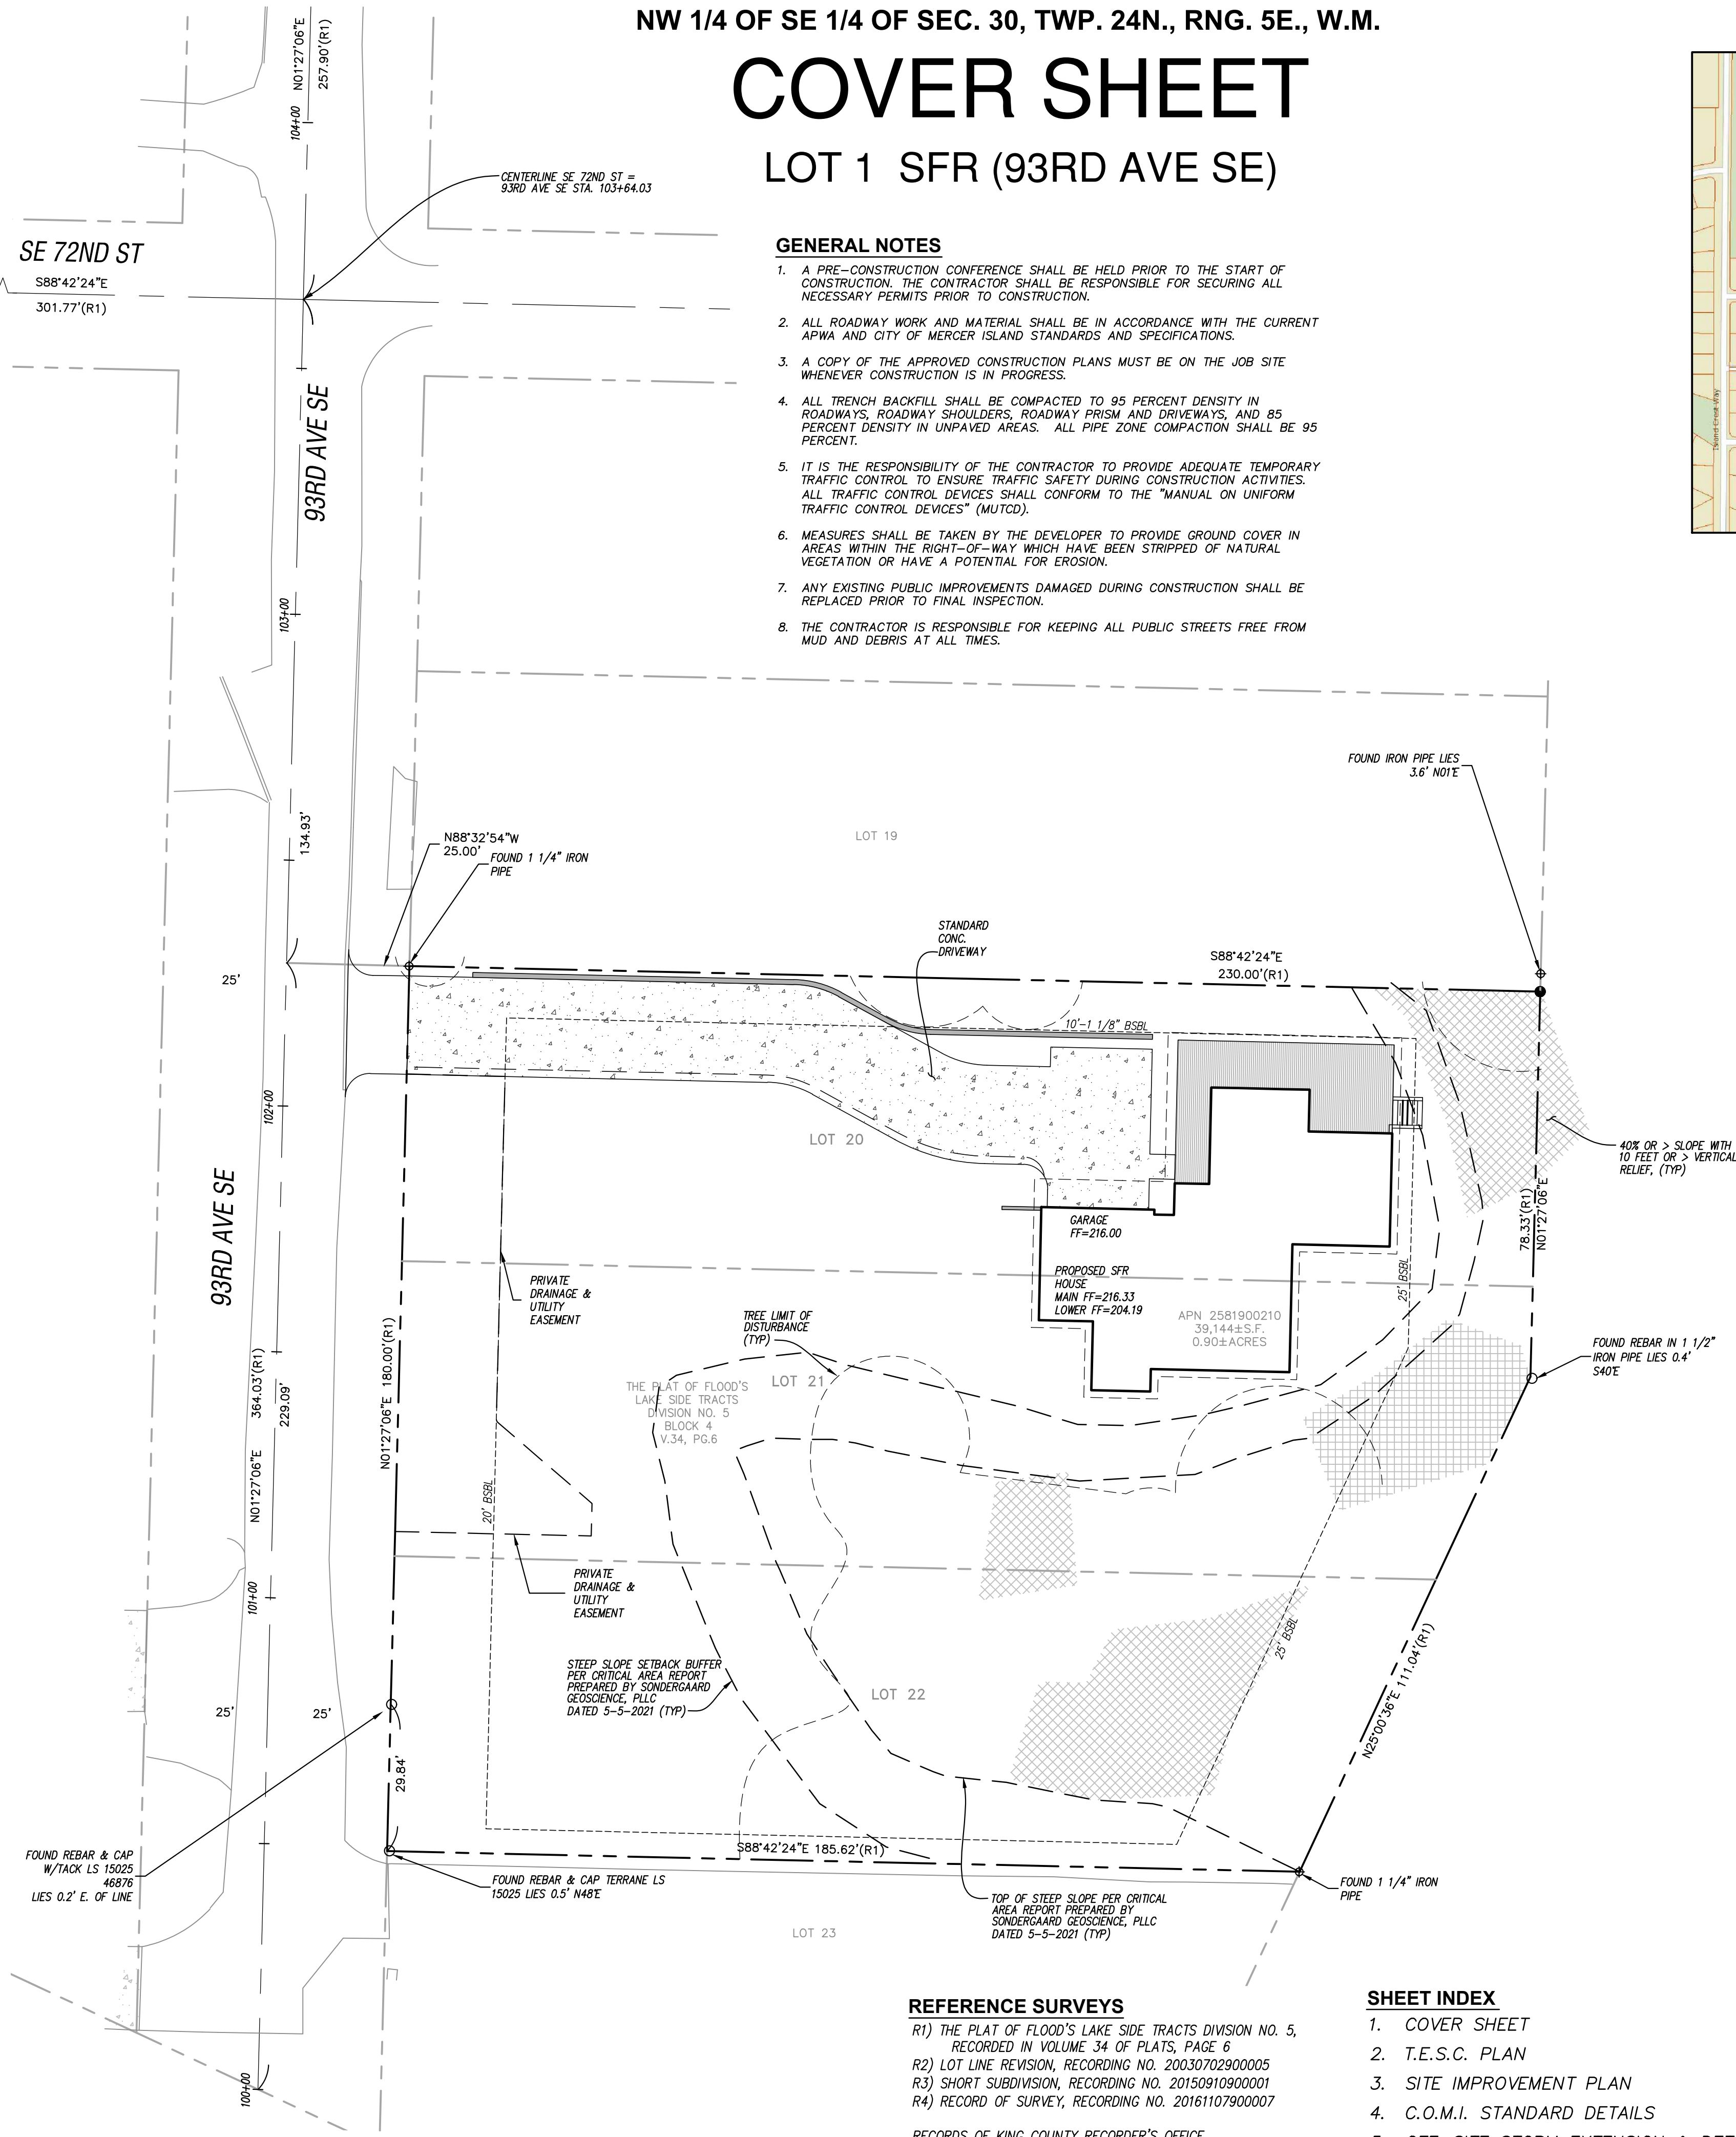 NW 1/4 OF SE 1/4 OF SEC. 30, TWP. 24N., RNG. 5E., W.M.
COVER SHEET
LOT 1 SFR (93RD AVE SE)
N01°27'06"E
257.90'(R1)
104+00
CENTERLINE SE 72ND ST =
93RD AVE SE STA. 103+64.03
SE 72ND ST
S88°42'24"E
301.77'(R1)
93RD AVE SE
103+00
Island Crest Way
GENERAL NOTES
1. A PRE-CONSTRUCTION CONFERENCE SHALL BE HELD PRIOR TO THE START OF
CONSTRUCTION. THE CONTRACTOR SHALL BE RESPONSIBLE FOR SECURING ALL
NECESSARY PERMITS PRIOR TO CONSTRUCTION.
2. ALL ROADWAY WORK AND MATERIAL SHALL BE IN ACCORDANCE WITH THE CURRENT
APWA AND CITY OF MERCER ISLAND STANDARDS AND SPECIFICATIONS.
3. A COPY OF THE APPROVED CONSTRUCTION PLANS MUST BE ON THE JOB SITE
WHENEVER CONSTRUCTION IS IN PROGRESS.
4. ALL TRENCH BACKFILL SHALL BE COMPACTED TO 95 PERCENT DENSITY IN
ROADWAYS, ROADWAY SHOULDERS, ROADWAY PRISM AND DRIVEWAYS, AND 85
PERCENT DENSITY IN UNPAVED AREAS. ALL PIPE ZONE COMPACTION SHALL BE 95
PERCENT.
5. IT IS THE RESPONSIBILITY OF THE CONTRACTOR TO PROVIDE ADEQUATE TEMPORARY
TRAFFIC CONTROL TO ENSURE TRAFFIC SAFETY DURING CONSTRUCTION ACTIVITIES.
ALL TRAFFIC CONTROL DEVICES SHALL CONFORM TO THE "MANUAL ON UNIFORM
TRAFFIC CONTROL DEVICES" (MUTCD).
6. MEASURES SHALL BE TAKEN BY THE DEVELOPER TO PROVIDE GROUND COVER IN
AREAS WITHIN THE RIGHT-OF-WAY WHICH HAVE BEEN STRIPPED OF NATURAL
VEGETATION OR HAVE A POTENTIAL FOR EROSION.
7. ANY EXISTING PUBLIC IMPROVEMENTS DAMAGED DURING CONSTRUCTION SHALL BE
REPLACED PRIOR TO FINAL INSPECTION.
8. THE CONTRACTOR IS RESPONSIBLE FOR KEEPING ALL PUBLIC STREETS FREE FROM
MUD AND DEBRIS AT ALL TIMES.
FOUND IRON PIPE LIES
3.6' N01°E
134.93'
LOT 19
N88°32'54"W
25.00'
FOUND 1 1/4" IRON
PIPE
STANDARD
CONC.
DRIVEWAY
S88°42'24"E
230.00'(R1)
25'
10'-1 1/8" BSBL
102+00
LOT 20
40% OR > SLOPE WITH
10 FEET OR > VERTICAL
RELIEF, (TYP)
78.33'(R1)
N01°27'06"E
93RD AVE SE
GARAGE
FF=216.00
PROPOSED SFR
HOUSE
MAIN FF=216.33
LOWER FF=204.19
25' BSBL
PRIVATE
DRAINAGE &
UTILITY
EASEMENT
TREE LIMIT OF
DISTURBANCE
(TYP)
APN 2581900210
39,144±S.F.
0.90±ACRES
FOUND REBAR IN 1 1/2"
IRON PIPE LIES 0.4'
S40°E
N01°27'06"E 180.00'(R1)
N01°27'06"E 364.03'(R1)
229.09'
THE PLAT OF FLOOD'S
LAKE SIDE TRACTS
DIVISION NO. 5
BLOCK 4
V.34, PG.6
LOT 21
20' BSBL
PRIVATE
DRAINAGE &
UTILITY
EASEMENT
101+00
25' BSBL
STEEP SLOPE SETBACK BUFFER
PER CRITICAL AREA REPORT
PREPARED BY SONDERGAARD
GEOSCIENCE, PLLC
DATED 5-5-2021 (TYP)
LOT 22
N25°00'36"E 111.04'(R1)
25'
25'
29.84'
FOUND REBAR & CAP
W/TACK LS 15025
46876
LIES 0.2' E. OF LINE
S88°42'24"E 185.62'(R1)
FOUND REBAR & CAP TERRANE LS
15025 LIES 0.5' N48°E
FOUND 1 1/4" IRON
PIPE
TOP OF STEEP SLOPE PER CRITICAL
AREA REPORT PREPARED BY
SONDERGAARD GEOSCIENCE, PLLC
DATED 5-5-2021 (TYP)
LOT 23
100+00
REFERENCE SURVEYS
R1) THE PLAT OF FLOOD'S LAKE SIDE TRACTS DIVISION NO. 5,
RECORDED IN VOLUME 34 OF PLATS, PAGE 6
R2) LOT LINE REVISION, RECORDING NO. 20030702900005
R3) SHORT SUBDIVISION, RECORDING NO. 20150910900001
R4) RECORD OF SURVEY, RECORDING NO. 20161107900007
RECORDS OF KING COUNTY RECORDER'S OFFICE
SHEET INDEX
1. COVER SHEET
2. T.E.S.C. PLAN
3. SITE IMPROVEMENT PLAN
4. C.O.M.I. STANDARD DETAILS